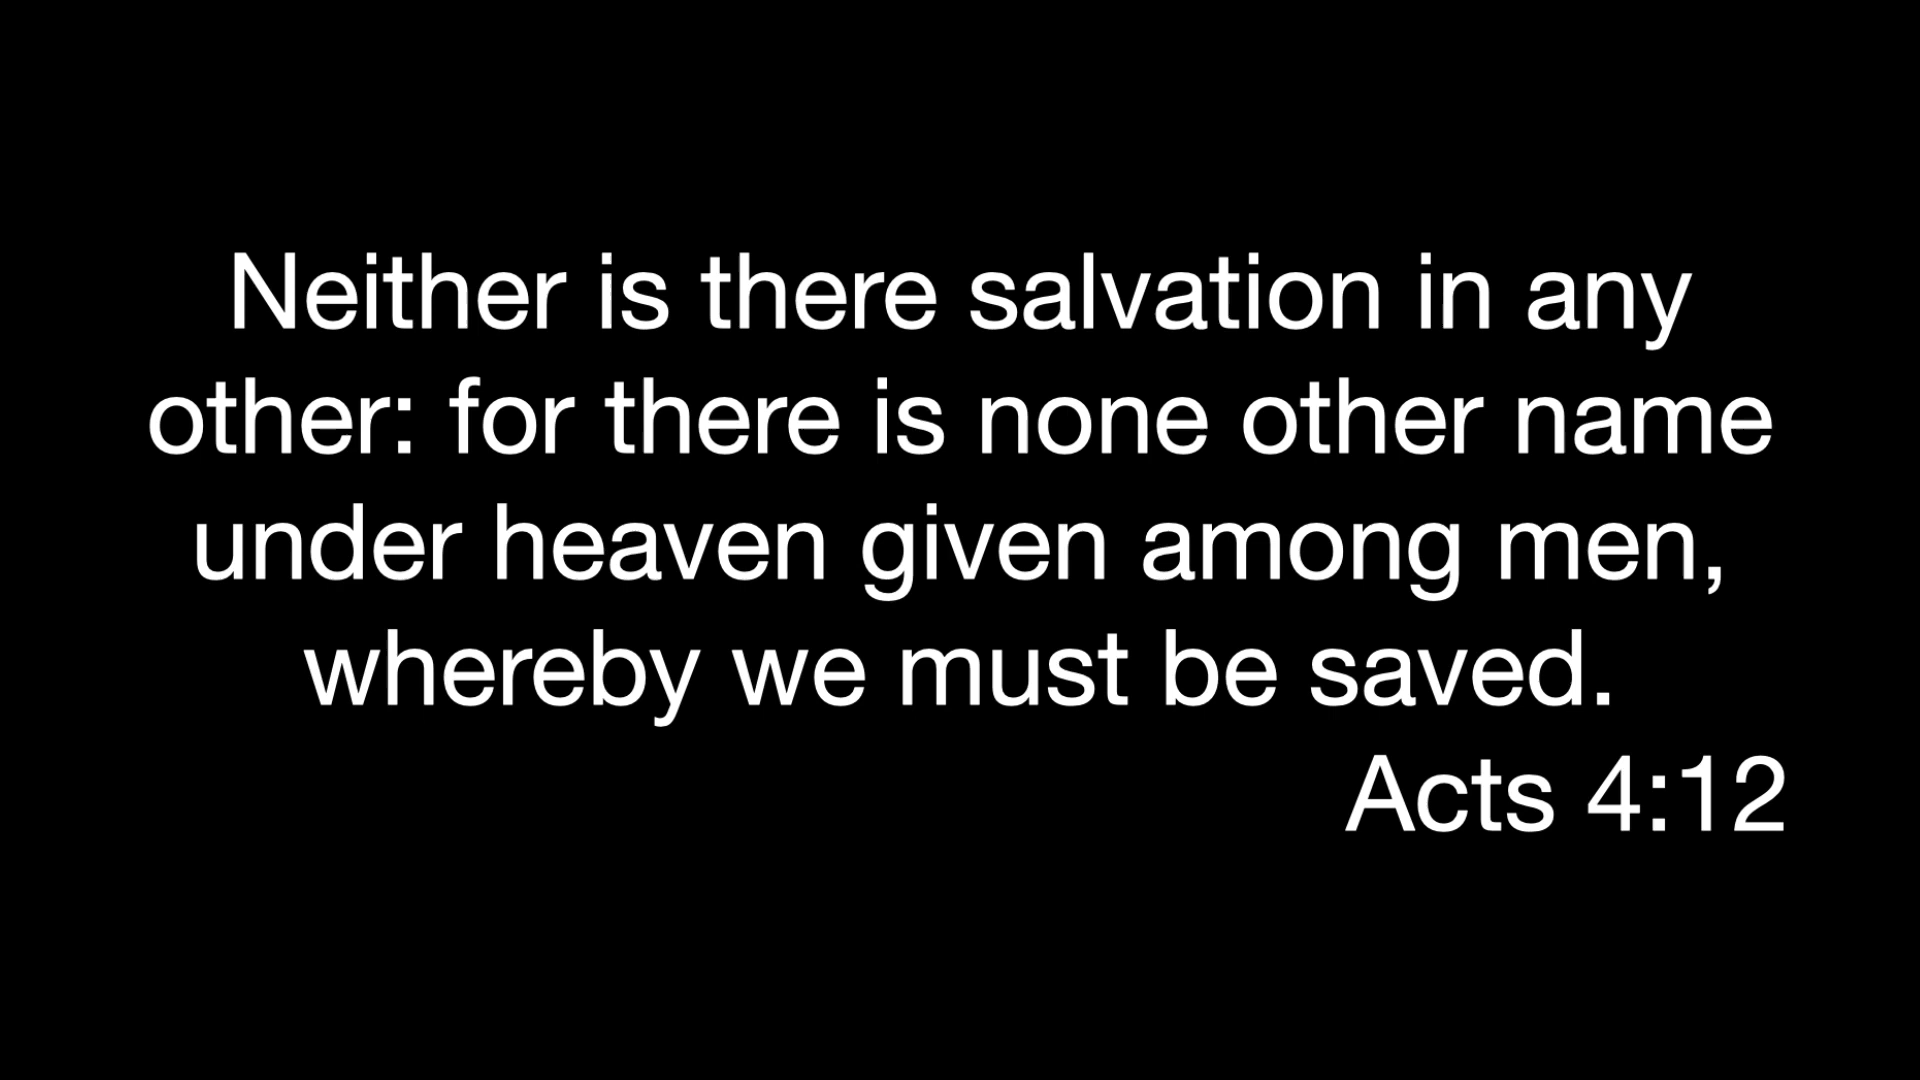 Neither is there salvation in any
other: for there is none other name
under heaven given among men,
whereby we must be saved.
Acts 4:12